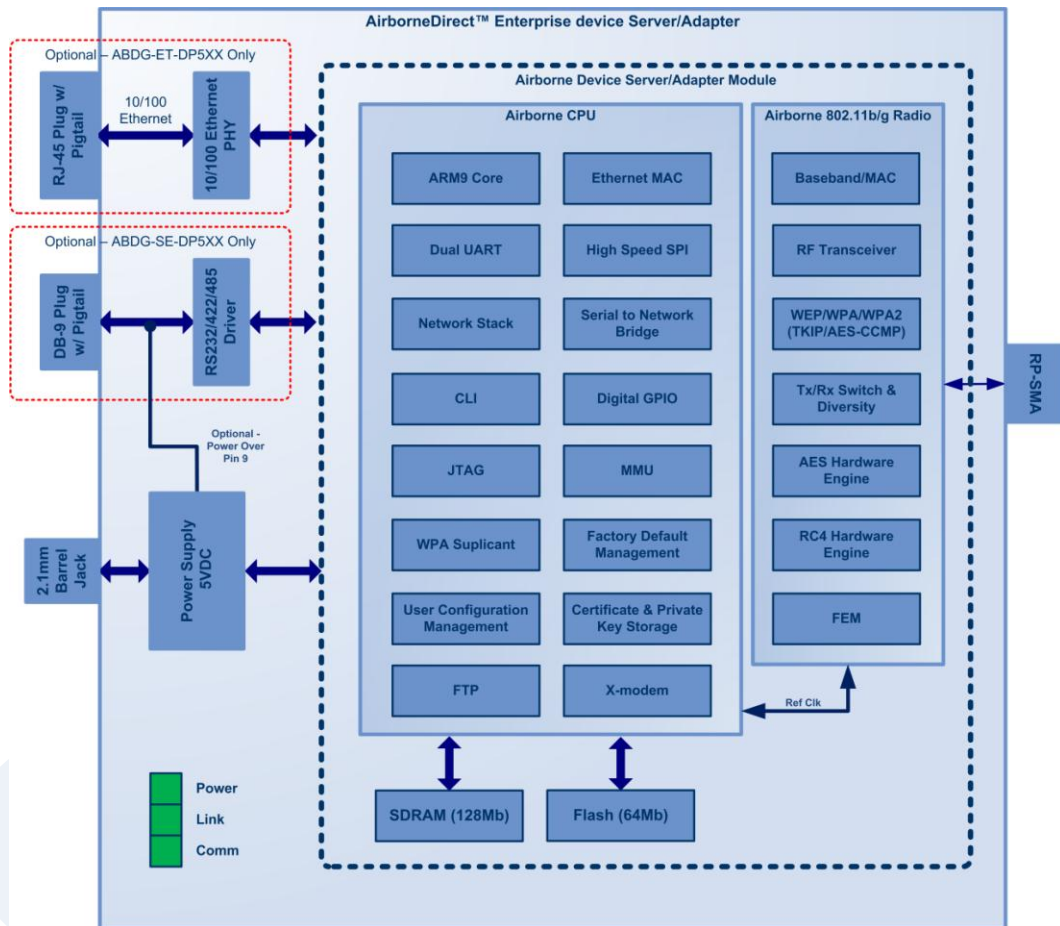 AirborneDirect™ Enterprise device Server/Adapter
Optional – ABDG-ET-DP5XX Only
RJ-45 Plug w/
Pigtail
10/100
Ethernet
10/100 Ethernet
PHY
Optional – ABDG-SE-DP5XX Only
DB-9 Plug
w/ Pigtail
RS232/422/485
Driver
Optional -
Power Over
Pin 9
2.1mm
Barrel
Jack
Power Supply
5VDC
Power
Link
Comm
Airborne Device Server/Adapter Module
Airborne CPU
ARM9 Core
Ethernet MAC
Dual UART
High Speed SPI
Network Stack
Serial to Network
Bridge
CLI
Digital GPIO
JTAG
MMU
WPA Suplicant
Factory Default
Management
User Configuration
Management
Certificate & Private
Key Storage
FTP
X-modem
Airborne 802.11b/g Radio
Baseband/MAC
RF Transceiver
WEP/WPA/WPA2
(TKIP/AES-CCMP)
Tx/Rx Switch &
Diversity
AES Hardware
Engine
RC4 Hardware
Engine
FEM
Ref Clk
SDRAM (128Mb)
Flash (64Mb)
RP-SMA